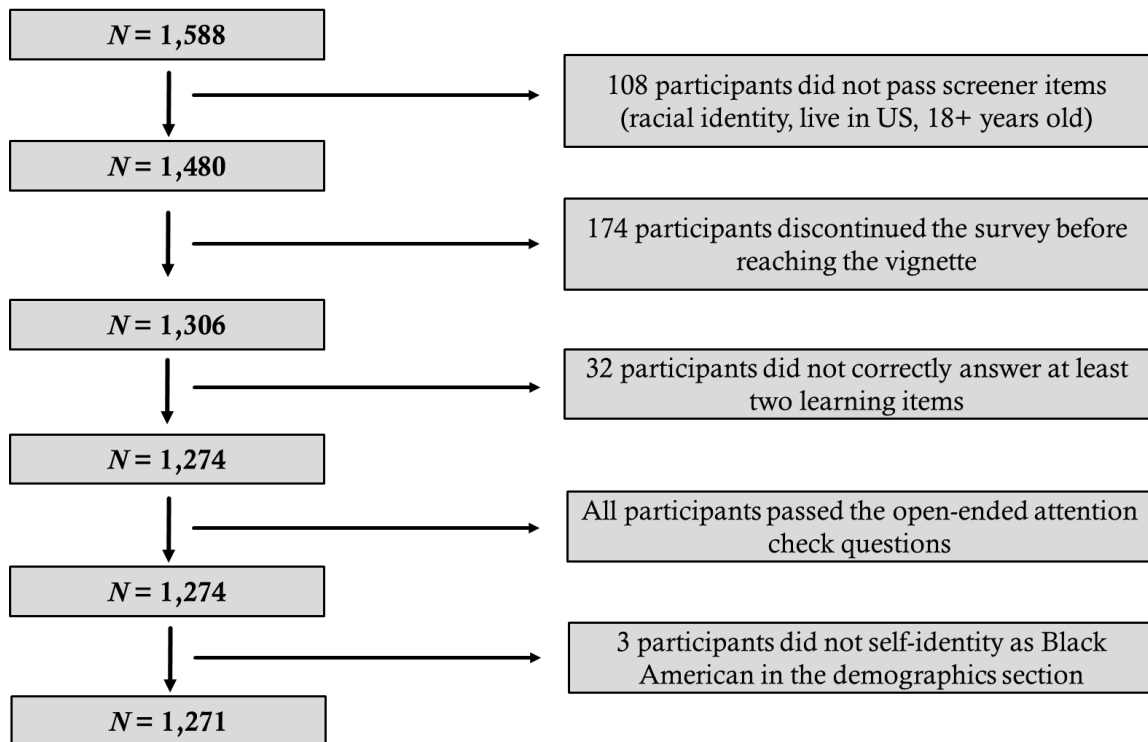 N = 1,588
108 participants did not pass screener items
(racial identity, live in US, 18+ years old)
N = 1,480
174 participants discontinued the survey before
reaching the vignette
N = 1,306
32 participants did not correctly answer at least
two learning items
N = 1,274
All participants passed the open-ended attention
check questions
N = 1,274
3 participants did not self-identity as Black
American in the demographics section
N = 1,271